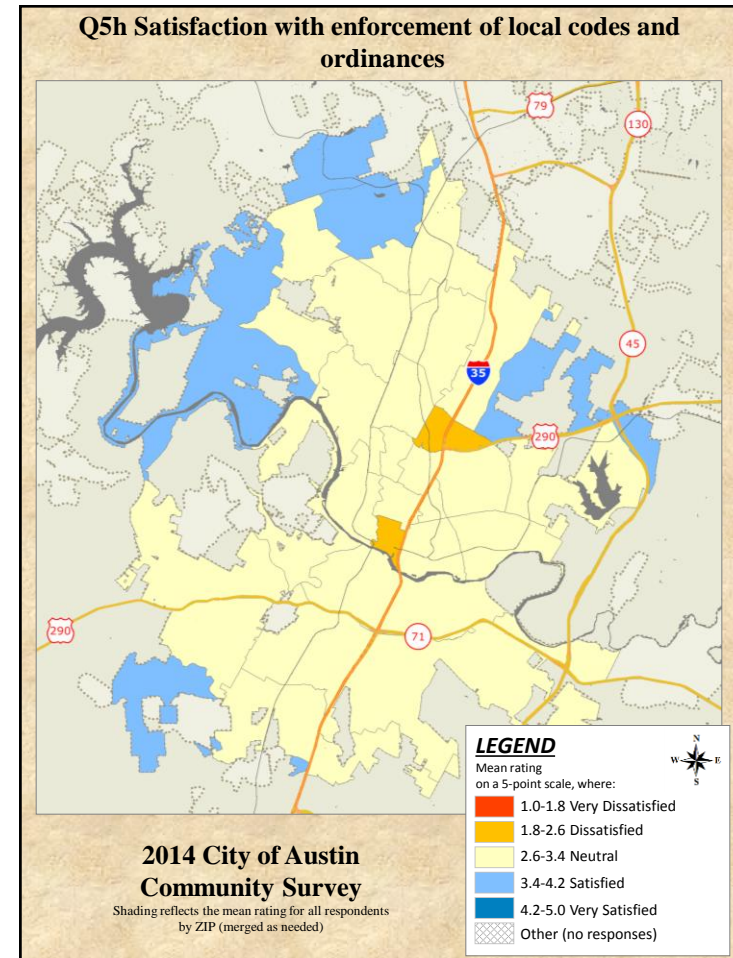 Q5h Satisfaction with enforcement of local codes and
ordinances
79
130
45
35
290
290
71
LEGEND
Mean rating
on a 5-point scale, where:
1.0-1.8 Very Dissatisfied
1.8-2.6 Dissatisfied
2.6-3.4 Neutral
3.4-4.2 Satisfied
4.2-5.0 Very Satisfied
Other (no responses)
N
W
E
S
2014 City of Austin
Community Survey
Shading reflects the mean rating for all respondents
by ZIP (merged as needed)